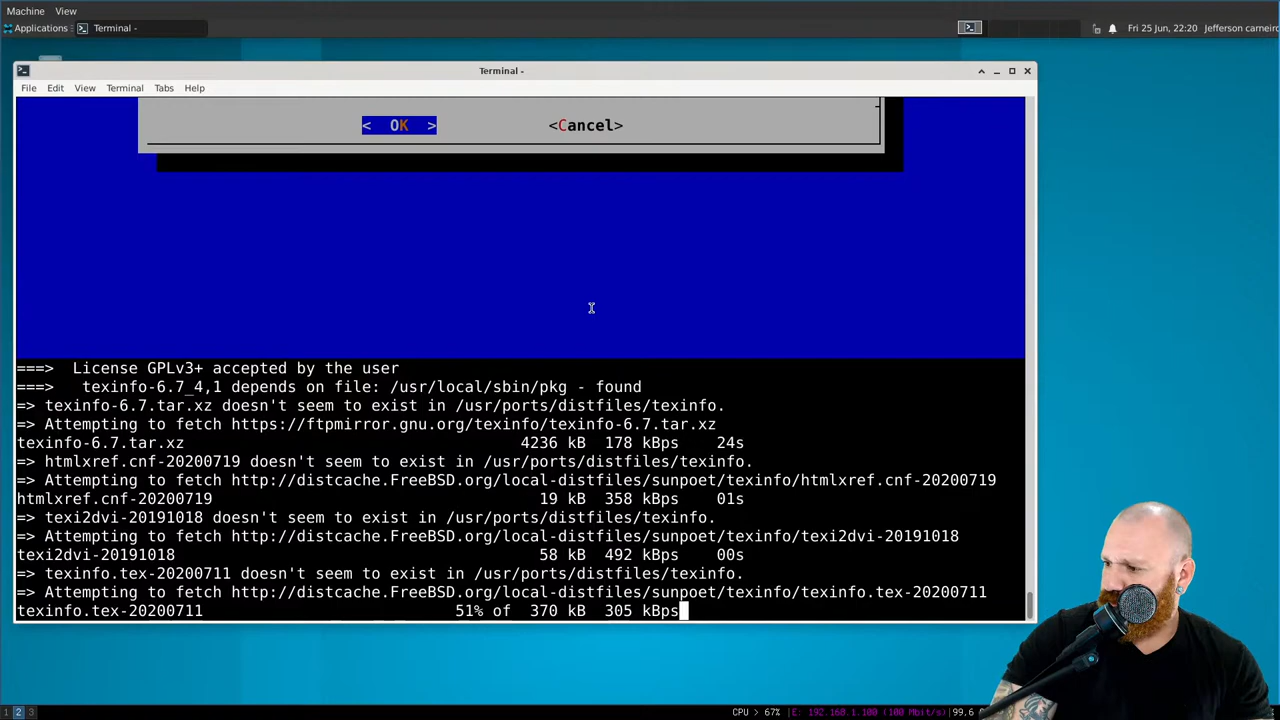 Machine View
Applications Terminal - Fri 25 Jun, 22:20 Jefferson carneiro
Terminal -
File Edit View Terminal Tabs Help
< OK > <Cancel>
===> License GPLv3+ accepted by the user
===> texinfo-6.7_4,1 depends on file: /usr/local/sbin/pkg - found
=> texinfo-6.7.tar.xz doesn't seem to exist in /usr/ports/distfiles/texinfo.
=> Attempting to fetch https://ftpmirror.gnu.org/texinfo/texinfo-6.7.tar.xz
texinfo-6.7.tar.xz 4236 kB 178 kBps 24s
=> htmlxref.cnf-20200719 doesn't seem to exist in /usr/ports/distfiles/texinfo.
=> Attempting to fetch http://distcache.FreeBSD.org/local-distfiles/sunpoet/texinfo/htmlxref.cnf-20200719
htmlxref.cnf-20200719 19 kB 358 kBps 01s
=> texi2dvi-20191018 doesn't seem to exist in /usr/ports/distfiles/texinfo.
=> Attempting to fetch http://distcache.FreeBSD.org/local-distfiles/sunpoet/texinfo/texi2dvi-20191018
texi2dvi-20191018 58 kB 492 kBps 00s
=> texinfo.tex-20200711 doesn't seem to exist in /usr/ports/distfiles/texinfo.
=> Attempting to fetch http://distcache.FreeBSD.org/local-distfiles/sunpoet/texinfo/texinfo.tex-20200711
texinfo.tex-20200711 51% of 370 kB 305 kBps
1 2 3 CPU > 67% |E: 192.168.1.100 (100 Mbit/s)|99,6